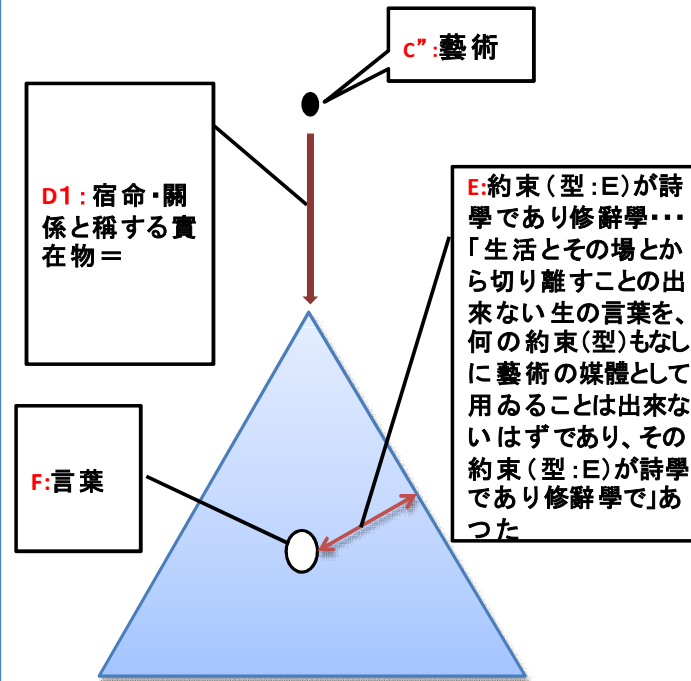 C”:藝術
D1:宿命・關
係と稱する實
在物＝
E:約束(型:E)が詩
學であり修辭學・・・
「生活とその場とか
ら切り離すことの出
來ない生の言葉を、
何の約束(型)もなし
に藝術の媒體として
用ゐることは出來な
いはずであり、その
約束(型:E)が詩學
であり修辭學で」あ
つた
F:言葉